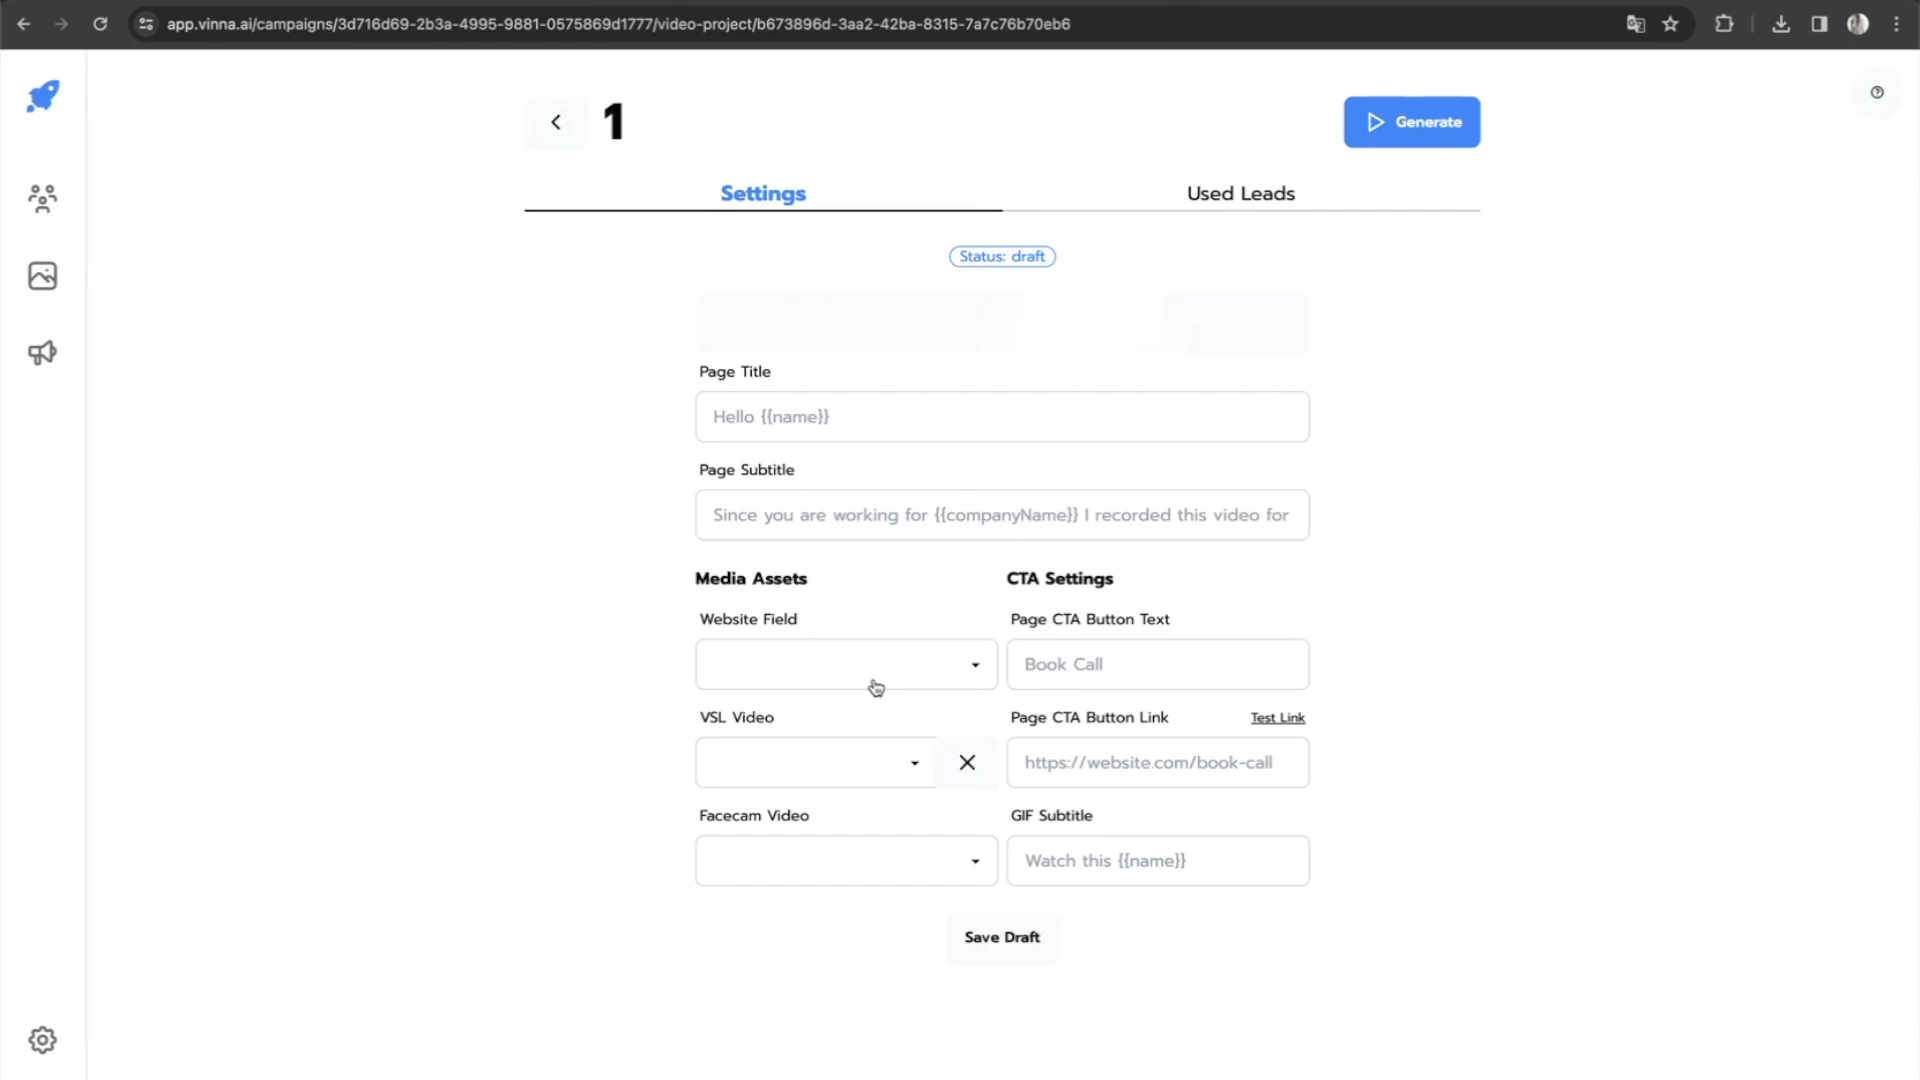 app.vinna.ai/campaigns/3d716d69-2b3a-4995-9881-0575869d1777/video-project/b673896d-3aa2-42ba-8315-7a7c76b70eb6
1
Generate
Settings
Used Leads
Status: draft
Page Title
Hello {{name}}
Page Subtitle
Since you are working for {{companyName}} I recorded this video for
Media Assets
CTA Settings
Website Field
Page CTA Button Text
Book Call
VSL Video
Page CTA Button Link
Test Link
https://website.com/book-call
Facecam Video
GIF Subtitle
Watch this {{name}}
Save Draft